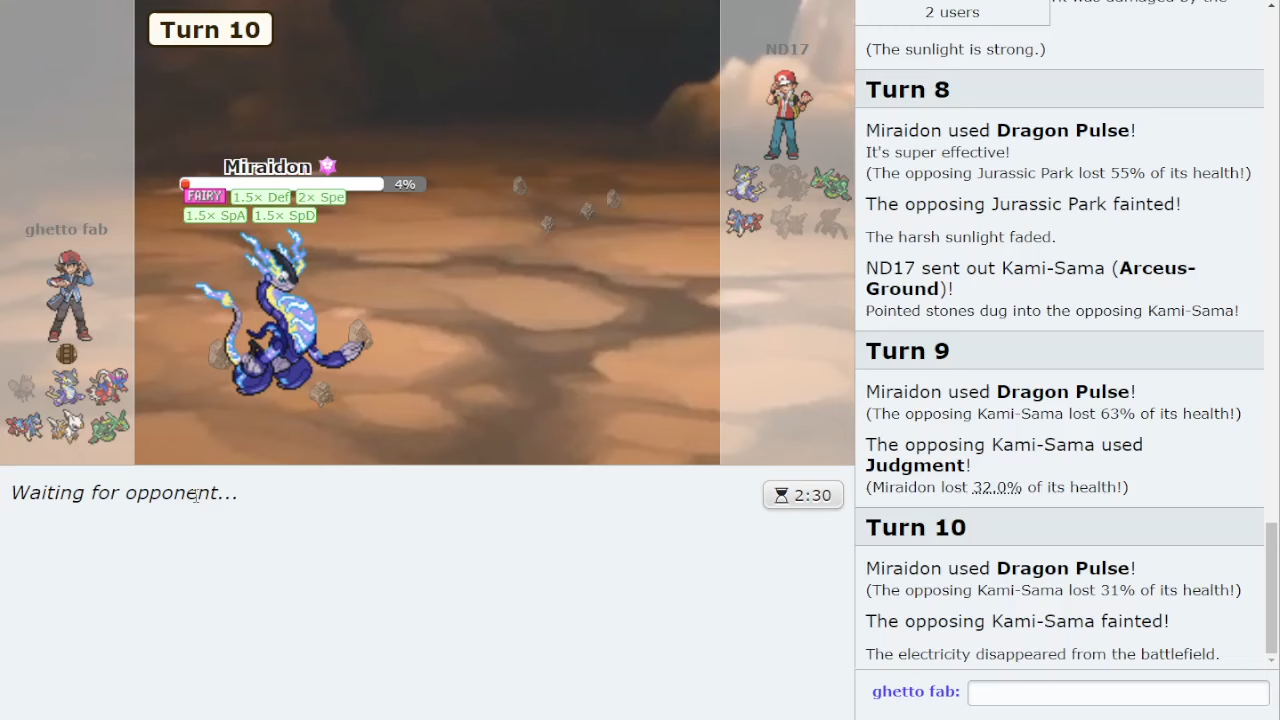 Turn 10
ND17
Miraidon
4%
FAIRY 1.5× Def 2× Spe
1.5× SpA 1.5× SpD
ghetto fab
Waiting for opponent...
2:30
2 users
(The sunlight is strong.)
Turn 8
Miraidon used Dragon Pulse!
It's super effective!
(The opposing Jurassic Park lost 55% of its health!)
The opposing Jurassic Park fainted!
The harsh sunlight faded.
ND17 sent out Kami-Sama (Arceus-
Ground)!
Pointed stones dug into the opposing Kami-Sama!
Turn 9
Miraidon used Dragon Pulse!
(The opposing Kami-Sama lost 63% of its health!)
The opposing Kami-Sama used
Judgment!
(Miraidon lost 32.0% of its health!)
Turn 10
Miraidon used Dragon Pulse!
(The opposing Kami-Sama lost 31% of its health!)
The opposing Kami-Sama fainted!
The electricity disappeared from the battlefield.
ghetto fab: